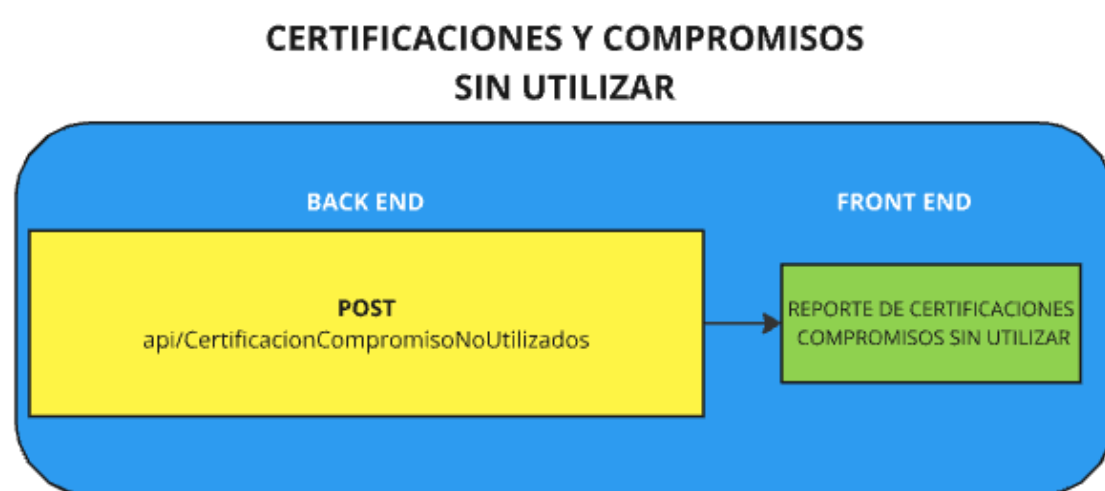 CERTIFICACIONES Y COMPROMISOS
SIN UTILIZAR
BACK END
FRONT END
POST
api/CertificacionCompromisoNoUtilizados
REPORTE DE CERTIFICACIONES
COMPROMISOS SIN UTILIZAR